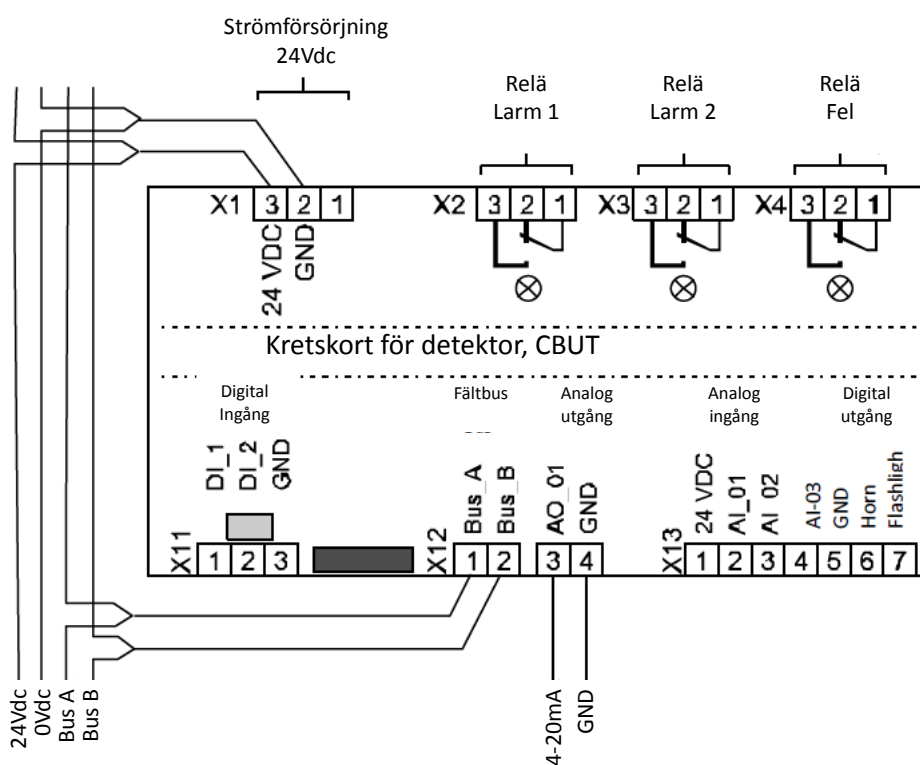 Strömförsörjning
24Vdc
Relä
Larm 1
Relä
Larm 2
Relä
Fel
X1 3 2 1
X2 3 2 1
X3 3 2 1
X4 3 2 1
24 VDC
GND
Kretskort för detektor, CBUT
Digital
Ingång
Fältbus
Analog
utgång
Analog
ingång
Digital
utgång
DI_1
DI_2
GND
Bus_A
Bus_B
AO_01
GND
24 VDC
AI_01
AI_02
AI-03
GND
Horn
Flashligh
X11 1 2 3
X12 1 2 3 4
X13 1 2 3 4 5 6 7
24Vdc
0Vdc
Bus A
Bus B
4-20mA
GND